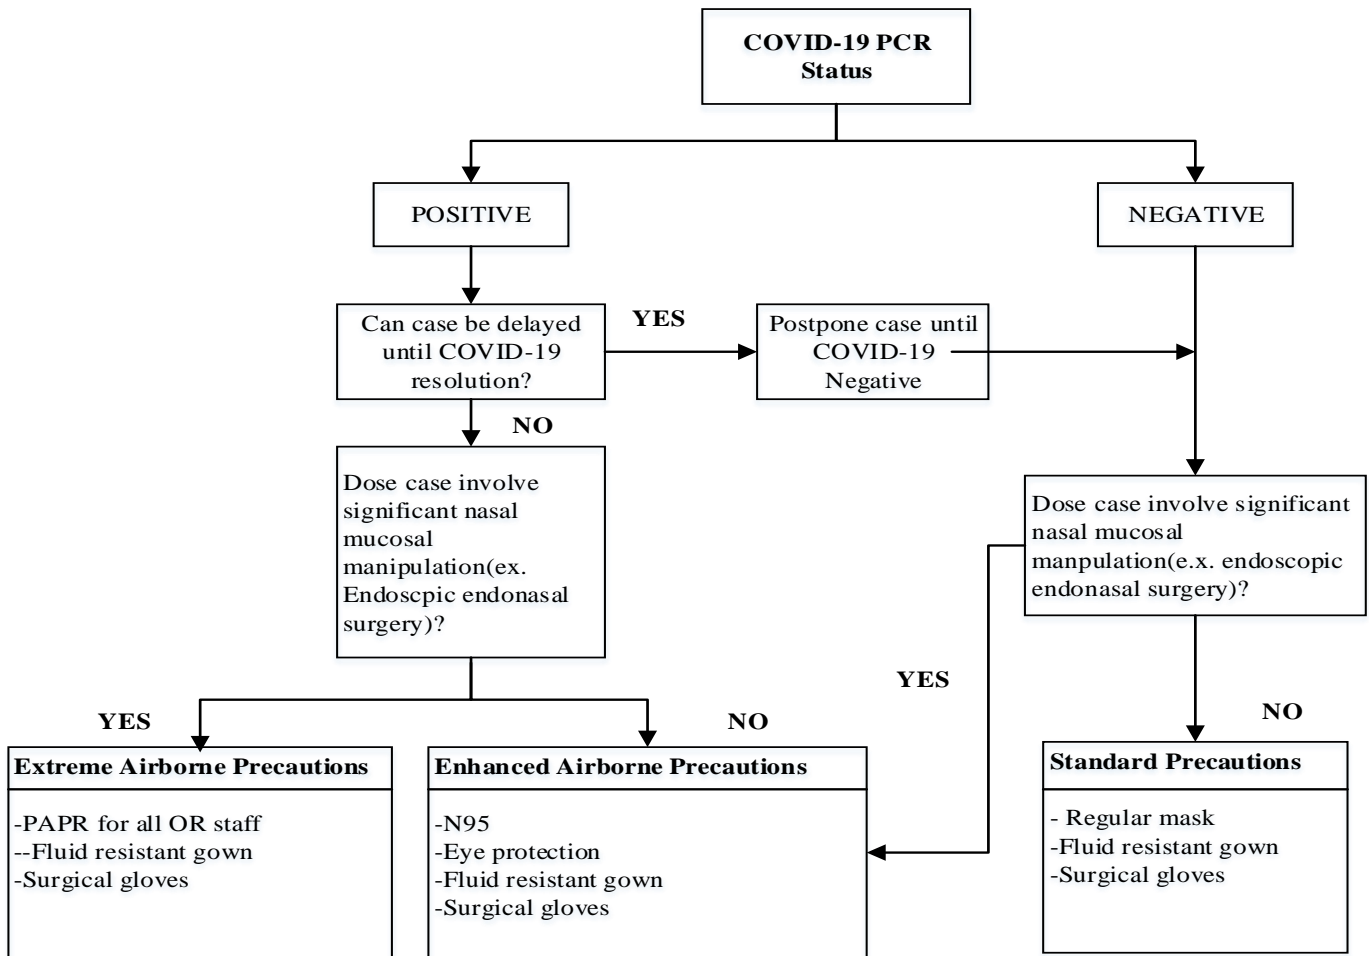 COVID-19 PCR
Status
POSITIVE
NEGATIVE
Can case be delayed
until COVID-19
resolution?
YES
Postpone case until
COVID-19
Negative
NO
Dose case involve
significant nasal
mucosal
manipulation(ex.
Endoscpic endonasal
surgery)?
Dose case involve significant
nasal mucosal
manpulation(e.x. endoscopic
endonasal surgery)?
YES
NO
YES
NO
Extreme Airborne Precautions
-PAPR for all OR staff
--Fluid resistant gown
-Surgical gloves
Enhanced Airborne Precautions
-N95
-Eye protection
-Fluid resistant gown
-Surgical gloves
Standard Precautions
- Regular mask
-Fluid resistant gown
-Surgical gloves